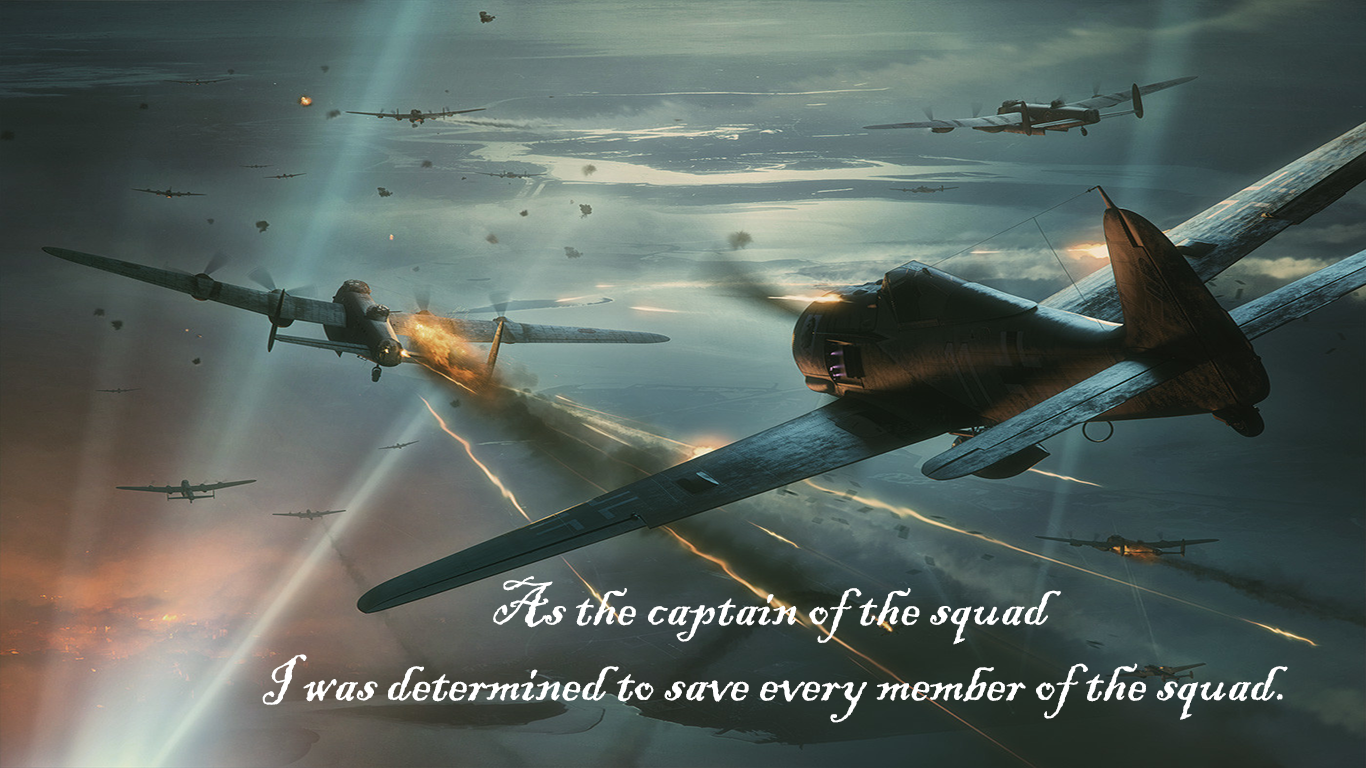 As the captain of the squad
I was determined to save every member of the squad.